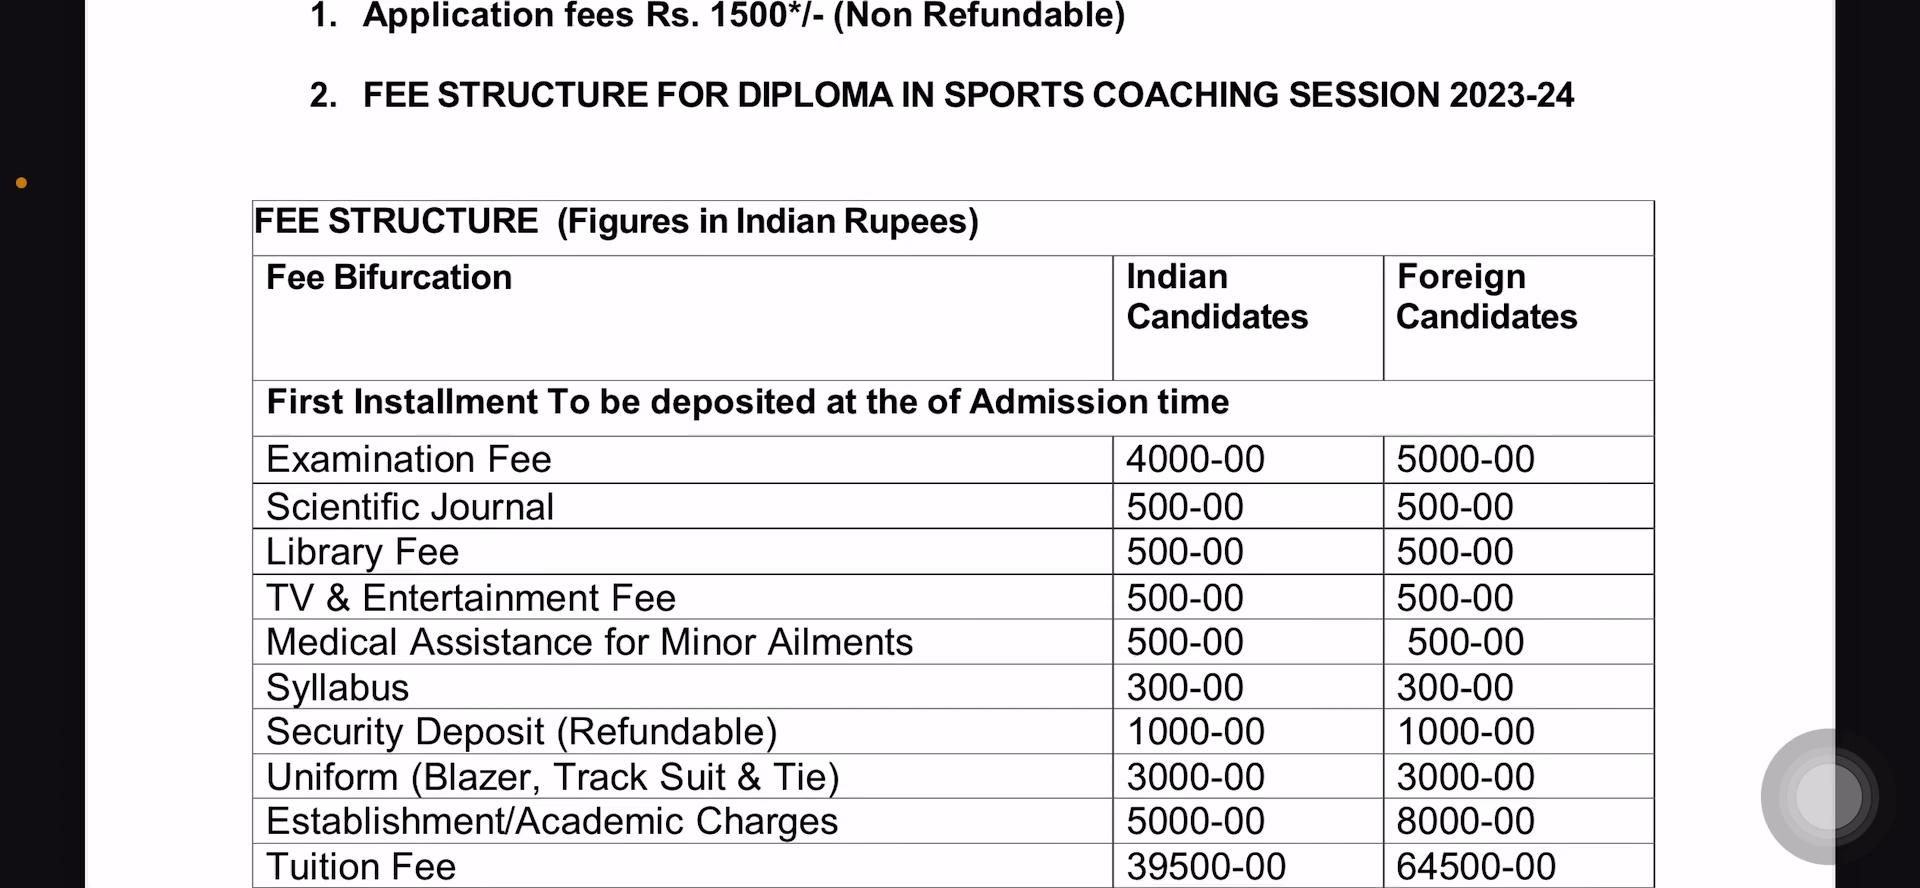 1. Application fees Rs. 1500*/- (Non Refundable)
2. FEE STRUCTURE FOR DIPLOMA IN SPORTS COACHING SESSION 2023-24
FEE STRUCTURE (Figures in Indian Rupees)
Fee Bifurcation Indian Candidates Foreign Candidates
First Installment To be deposited at the of Admission time
Examination Fee 4000-00 5000-00
Scientific Journal 500-00 500-00
Library Fee 500-00 500-00
TV & Entertainment Fee 500-00 500-00
Medical Assistance for Minor Ailments 500-00 500-00
Syllabus 300-00 300-00
Security Deposit (Refundable) 1000-00 1000-00
Uniform (Blazer, Track Suit & Tie) 3000-00 3000-00
Establishment/Academic Charges 5000-00 8000-00
Tuition Fee 39500-00 64500-00